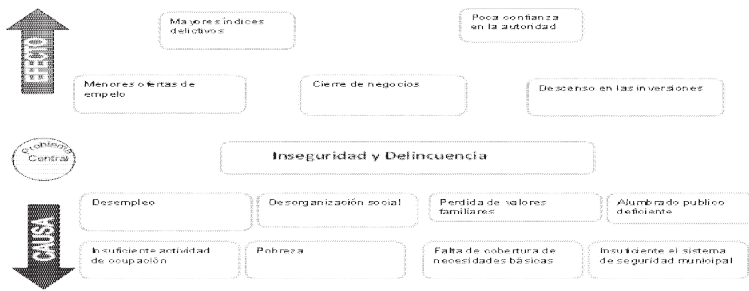 EFECTO
Mayores índices
delictivos
Poca confianza
en la autoridad
Menores ofertas de
empelo
Cierre de negocios
Descenso en las inversiones
Problema
Central
Inseguridad y Delincuencia
CAUSA
Desempleo
Desorganización social
Perdida de valores
familiares
Alumbrado publico
deficiente
Insuficiente actividad
de ocupación
Pobreza
Falta de cobertura de
necesidades básicas
Insuficiente el sistema
de seguridad municipal